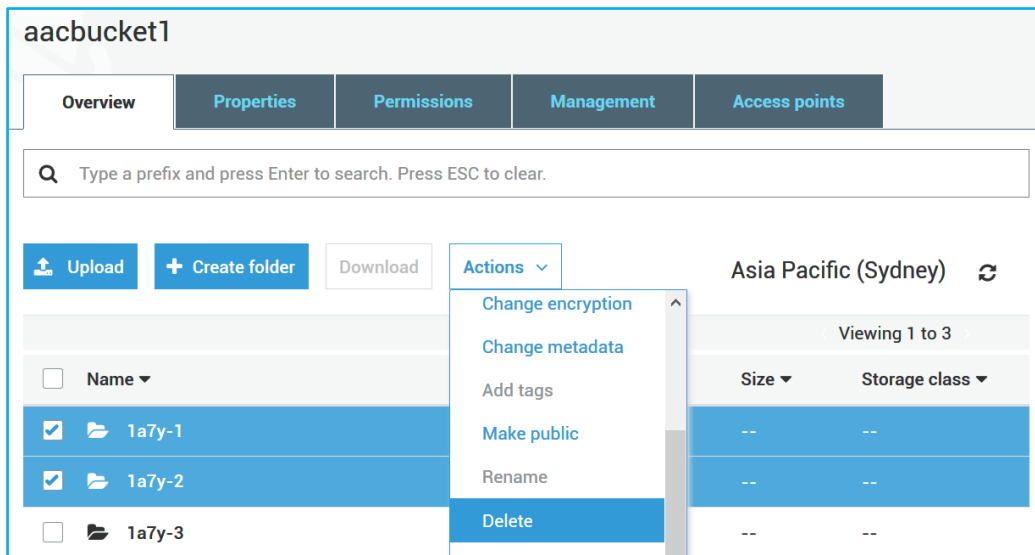 aacbucket1
Overview Properties Permissions Management Access points
Type a prefix and press Enter to search. Press ESC to clear.
Upload Create folder Download Actions Asia Pacific (Sydney)
Change encryption
Viewing 1 to 3
Change metadata
Name Size Storage class
Add tags
1a7y-1 Make public -- --
Rename
1a7y-2 -- --
Delete
1a7y-3 -- --